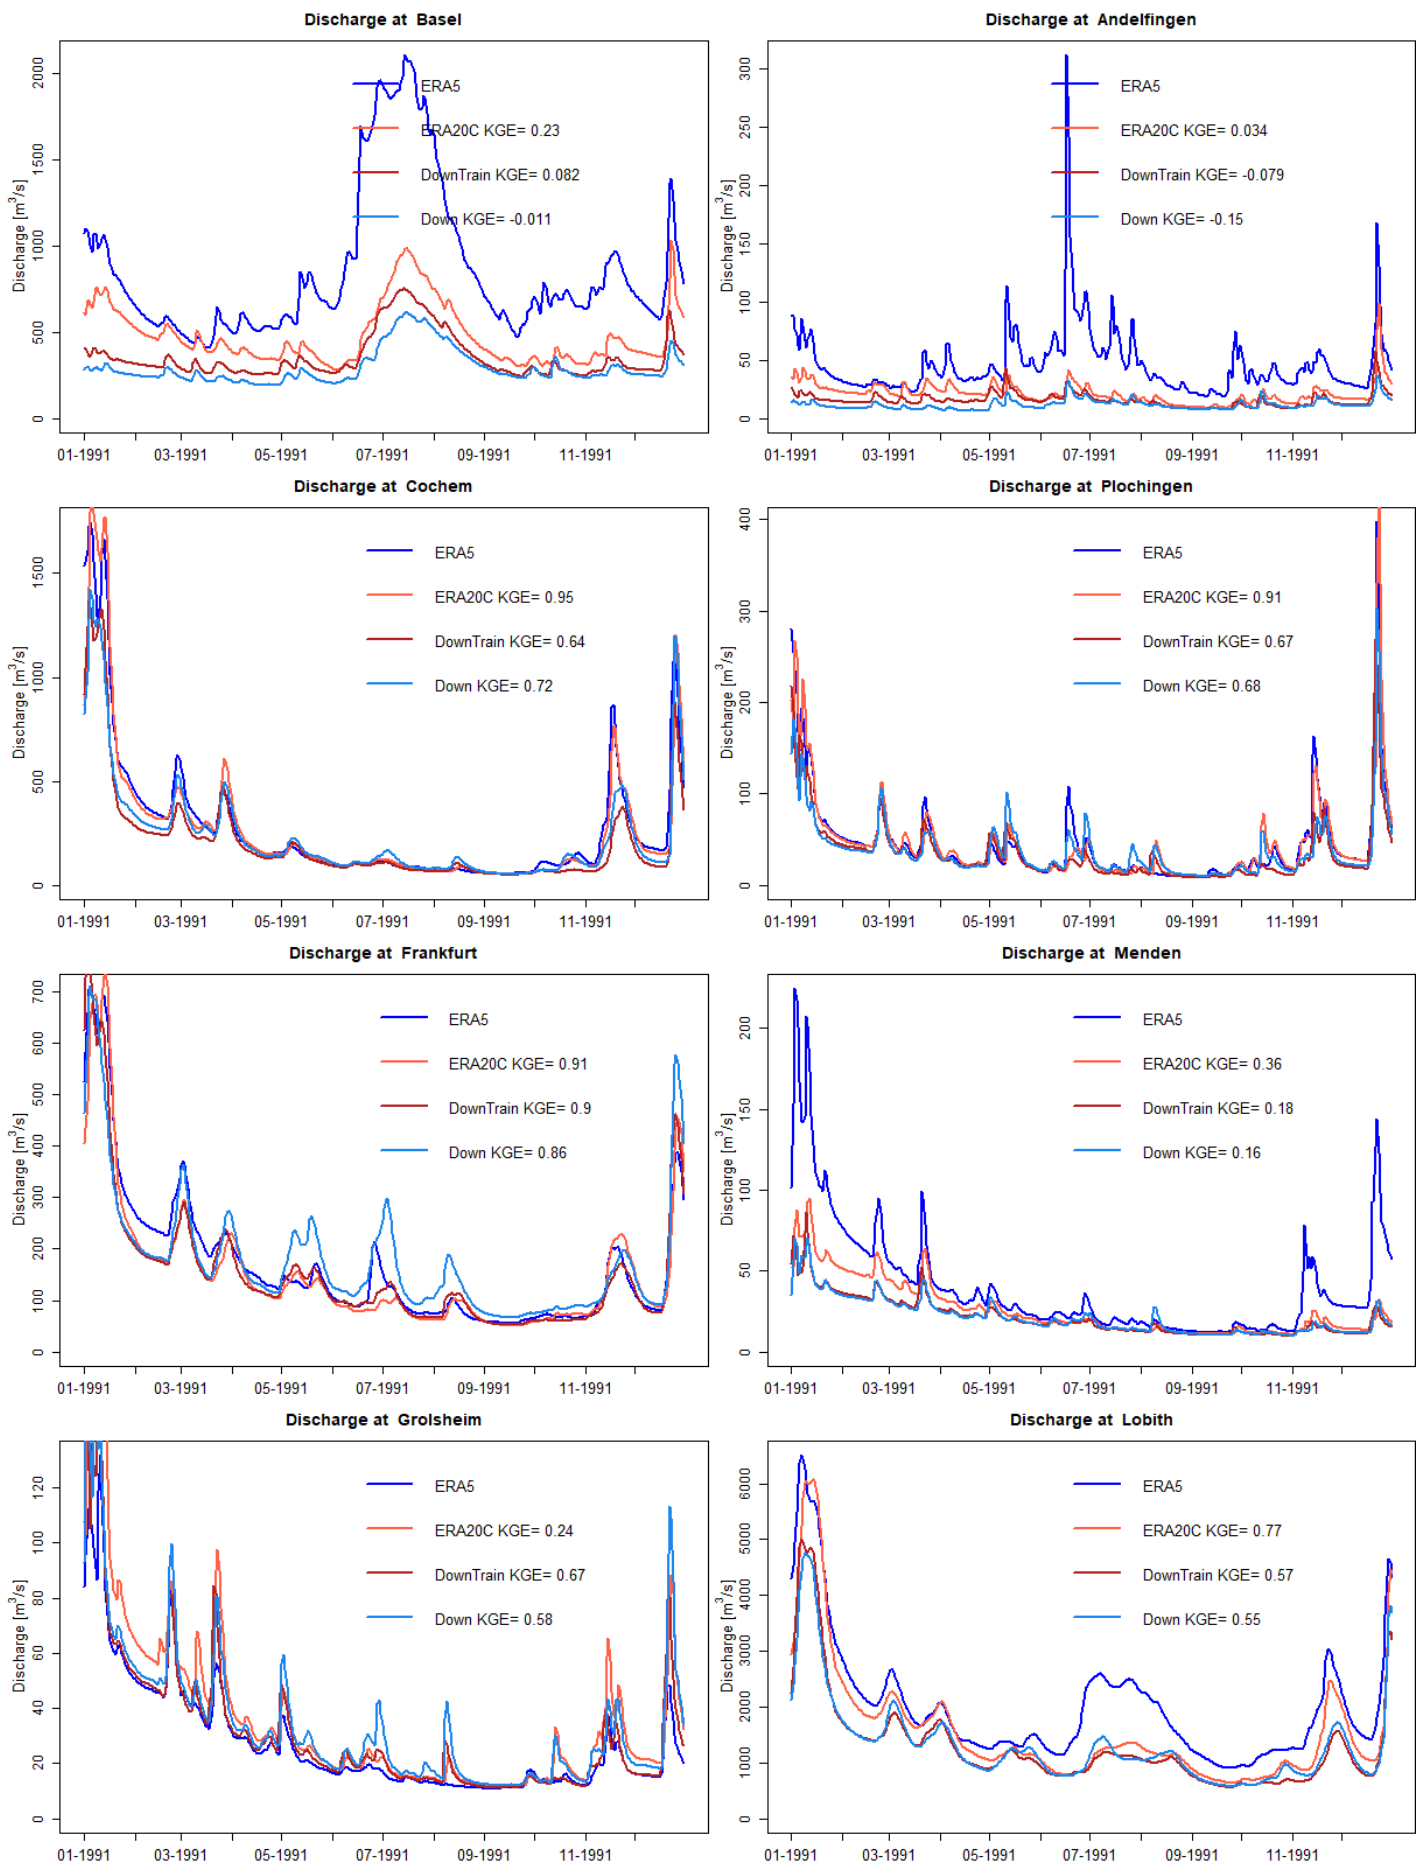 Discharge at Basel
Discharge at Andelfingen
Discharge [m³/s]
2000
1500
1000
500
0
ERA5
ERA20C KGE= 0.23
DownTrain KGE= 0.082
Down KGE= -0.011
01-1991 03-1991 05-1991 07-1991 09-1991 11-1991
Discharge [m³/s]
300
250
200
150
100
50
0
ERA5
ERA20C KGE= 0.034
DownTrain KGE= -0.079
Down KGE= -0.15
01-1991 03-1991 05-1991 07-1991 09-1991 11-1991
Discharge at Cochem
Discharge at Plochingen
Discharge [m³/s]
1500
1000
500
0
ERA5
ERA20C KGE= 0.95
DownTrain KGE= 0.64
Down KGE= 0.72
01-1991 03-1991 05-1991 07-1991 09-1991 11-1991
Discharge [m³/s]
400
300
200
100
0
ERA5
ERA20C KGE= 0.91
DownTrain KGE= 0.67
Down KGE= 0.68
01-1991 03-1991 05-1991 07-1991 09-1991 11-1991
Discharge at Frankfurt
Discharge at Menden
Discharge [m³/s]
700
600
500
400
300
200
100
0
ERA5
ERA20C KGE= 0.91
DownTrain KGE= 0.9
Down KGE= 0.86
01-1991 03-1991 05-1991 07-1991 09-1991 11-1991
Discharge [m³/s]
200
150
100
50
0
ERA5
ERA20C KGE= 0.36
DownTrain KGE= 0.18
Down KGE= 0.16
01-1991 03-1991 05-1991 07-1991 09-1991 11-1991
Discharge at Grolsheim
Discharge at Lobith
Discharge [m³/s]
120
100
80
60
40
20
0
ERA5
ERA20C KGE= 0.24
DownTrain KGE= 0.67
Down KGE= 0.58
01-1991 03-1991 05-1991 07-1991 09-1991 11-1991
Discharge [m³/s]
6000
5000
4000
3000
2000
1000
0
ERA5
ERA20C KGE= 0.77
DownTrain KGE= 0.57
Down KGE= 0.55
01-1991 03-1991 05-1991 07-1991 09-1991 11-1991